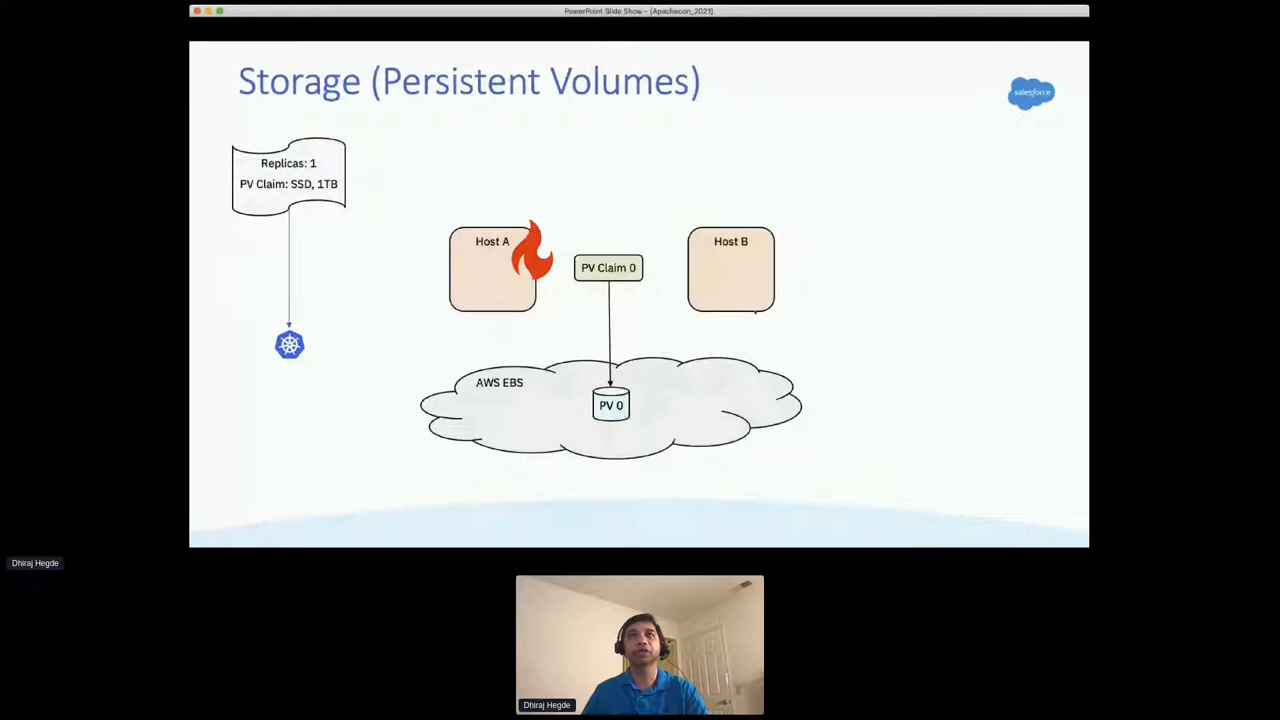 PowerPoint Slide Show - [Apachecon_2021]
Storage (Persistent Volumes)
salesforce
Replicas: 1
PV Claim: SSD, 1TB
Host A
PV Claim 0
Host B
AWS EBS
PV 0
Dhiraj Hegde
Dhiraj Hegde